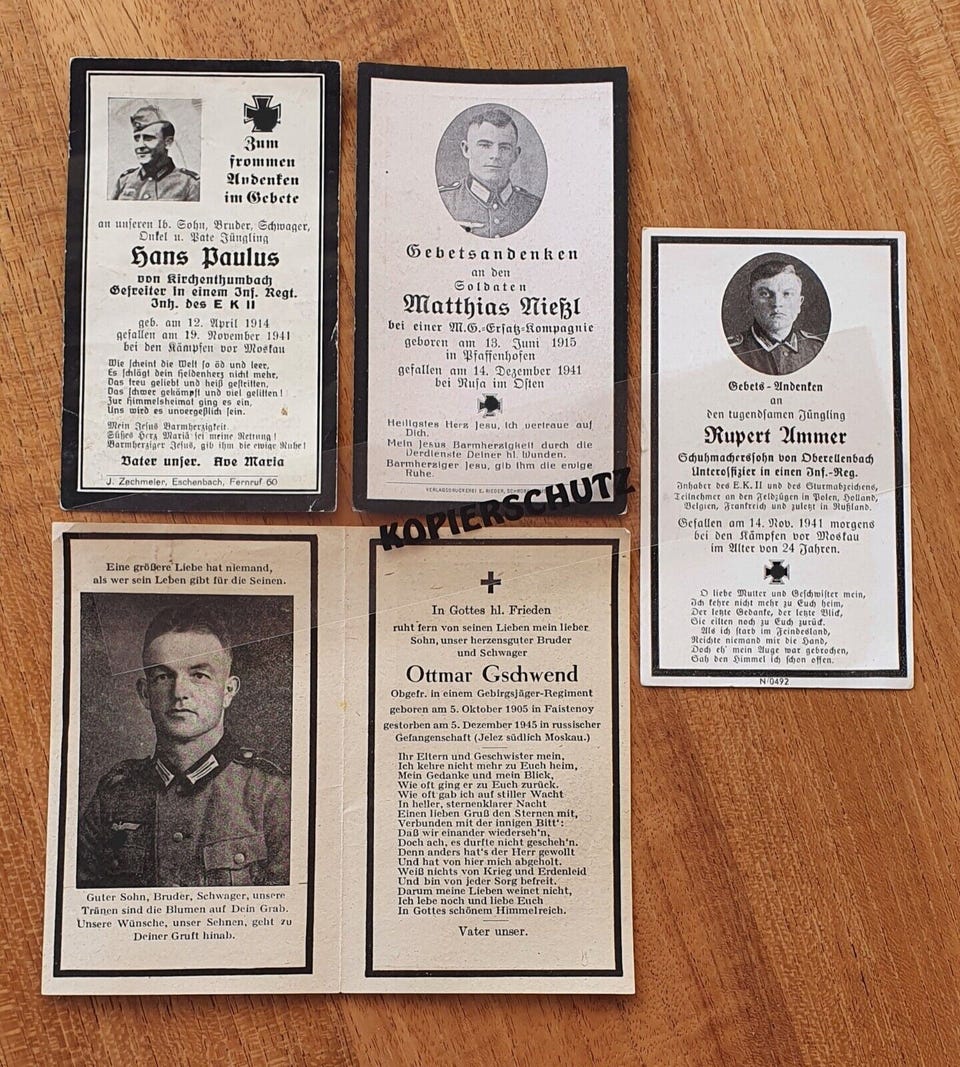 Zum
frommen
Andenken
im Gebete
an unseren lb. Sohn, Bruder, Schwager,
Onkel u. Pate Jüngling
Hans Paulus
von Kirchenthumbach
Gefreiter in einem Inf. Regt.
Inh. des E K II
geb. am 12. April 1914
gefallen am 19. November 1941
bei den Kämpfen vor Moskau
Wie scheint die Welt so öd und leer,
Es schlägt dein Heldenherz nicht mehr,
Das treu geliebt und heiß gestritten,
Das schwer gekämpft und viel gelitten!
Zur Himmelsheimat ging es ein,
Uns wird es unvergeßlich sein.
Mein Jesus Barmherzigkeit
Süßes Herz Mariä sei meine Rettung!
Barmherziger Jesus, gib ihm die ewige Ruhe!
Vater unser. Ave Maria
J. Zechmeier, Eschenbach, Fernruf 60
Gebetsandenken
an den
Soldaten
Matthias Nießl
bei einer M.G.-Ersatz-Kompagnie
geboren am 13. Juni 1915
in Pfaffenhofen
gefallen am 14. Dezember 1941
bei Rusa im Osten
Heiligstes Herz Jesu, ich vertraue auf
Dich.
Mein Jesus Barmherzigkeit durch die
Verdienste Deiner hl. Wunden.
Barmherziger Jesu, gib ihm die ewige
Ruhe.
VERLAGSDRUCKEREI E. RIEDER,
KOPIERSCHUTZ
Gebets-Andenken
an
den tugendsamen Jüngling
Rupert Ammer
Schuhmacherssohn von Oberellenbach
Unteroffizier in einen Inf.-Reg.
Inhaber des E.K. II und des Sturmabzeichens,
Teilnehmer an den Feldzügen in Polen, Holland,
Belgien, Frankreich und zuletzt in Rußland.
Gefallen am 14. Nov. 1941 morgens
bei den Kämpfen vor Moskau
im Alter von 24 Jahren.
O liebe Mutter und Geschwister mein,
Ich kehre nicht mehr zu Euch heim,
Der letzte Gedanke, der letzte Blick,
Sie eilten noch zu Euch zurück.
Als ich starb im Feindesland,
Reichte niemand mir die Hand,
Doch eh' mein Auge war gebrochen,
Sah den Himmel ich schon offen.
N/0492
Eine größere Liebe hat niemand,
als wer sein Leben gibt für die Seinen.
Guter Sohn, Bruder, Schwager, unsere
Tränen sind die Blumen auf Dein Grab.
Unsere Wünsche, unser Sehnen, geht zu
Deiner Gruft hinab.
In Gottes hl. Frieden
ruht fern von seinen Lieben mein lieber
Sohn, unser herzensguter Bruder
und Schwager
Ottmar Gschwend
Obgefr. in einem Gebirgsjäger-Regiment
geboren am 5. Oktober 1905 in Faistenoy
gestorben am 5. Dezember 1945 in russischer
Gefangenschaft (Jelez südlich Moskau.)
Ihr Eltern und Geschwister mein,
Ich kehre nicht mehr zu Euch heim,
Mein Gedanke und mein Blick,
Wie oft ging er zu Euch zurück.
Wie oft gab ich auf stiller Wacht
In heller, sternenklarer Nacht
Einen lieben Gruß den Sternen mit,
Verbunden mit der innigen Bitt':
Daß wir einander wiederseh'n,
Doch ach, es durfte nicht gescheh'n.
Denn anders hat's der Herr gewollt
Und hat von hier mich abgeholt.
Weiß nichts von Krieg und Erdenleid
Und bin von jeder Sorg befreit.
Darum meine Lieben weinet nicht,
Ich lebe noch und liebe Euch
In Gottes schönem Himmelreich.
Vater unser.